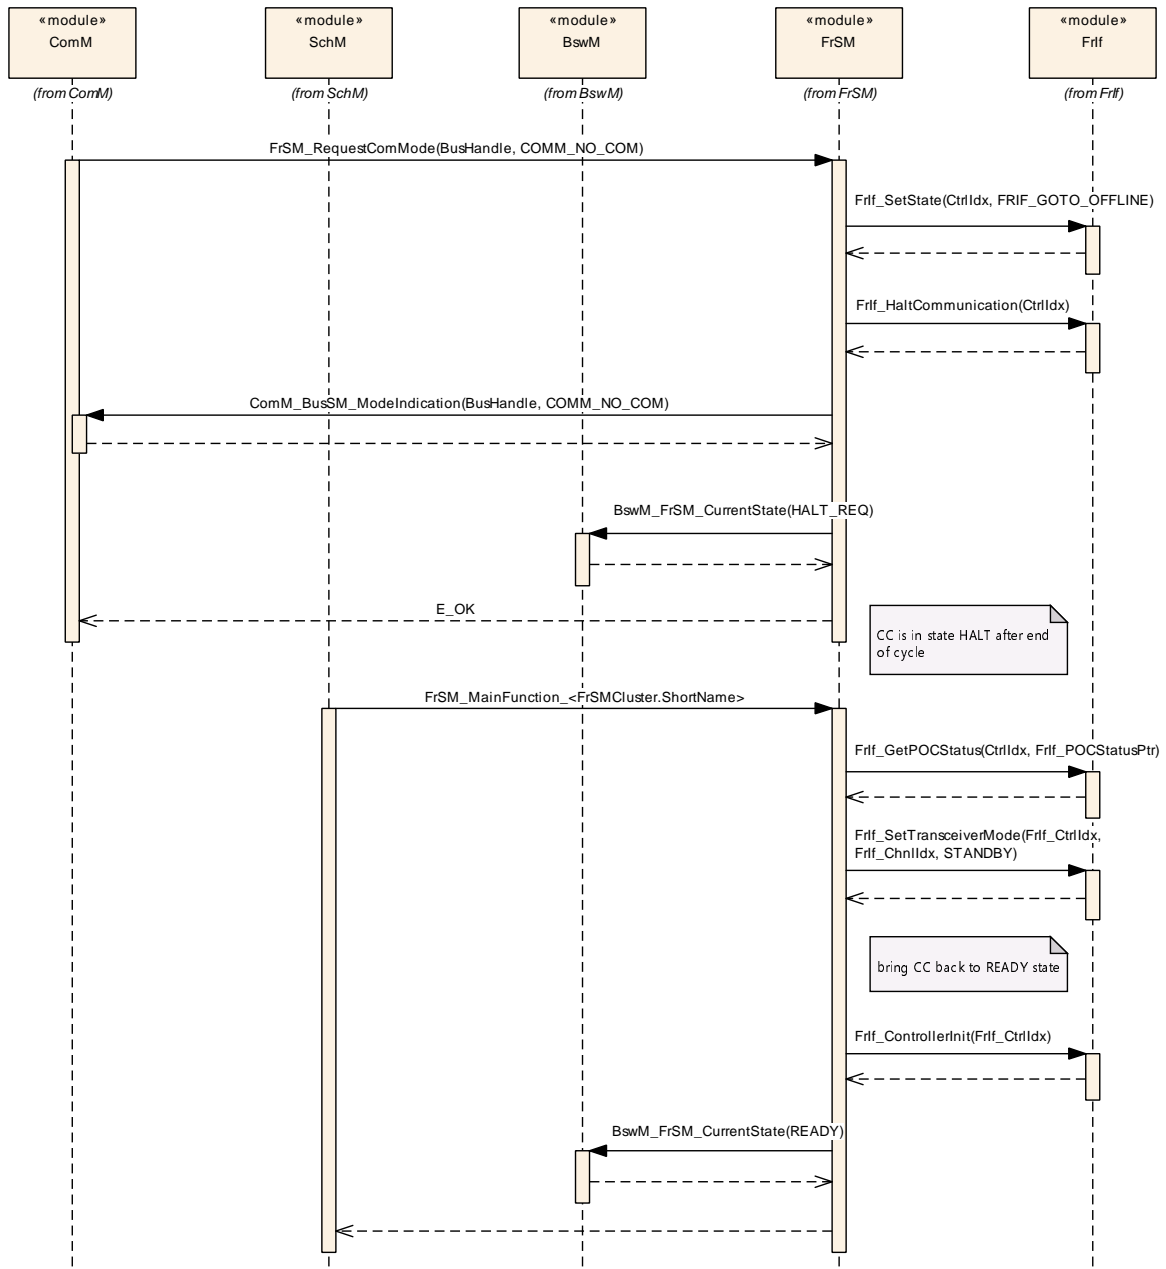 «module»
ComM
«module»
SchM
«module»
BswM
«module»
FrSM
«module»
FrIf
(from ComM)
(from SchM)
(from BswM)
(from FrSM)
(from FrIf)
FrSM_RequestComMode(BusHandle, COMM_NO_COM)
FrIf_SetState(CtrlIdx, FRIF_GOTO_OFFLINE)
FrIf_HaltCommunication(CtrlIdx)
ComM_BusSM_ModeIndication(BusHandle, COMM_NO_COM)
BswM_FrSM_CurrentState(HALT_REQ)
E_OK
CC is in state HALT after end
of cycle
FrSM_MainFunction_<FrSMCluster.ShortName>
FrIf_GetPOCStatus(CtrlIdx, FrIf_POCStatusPtr)
FrIf_SetTransceiverMode(FrIf_CtrlIdx,
FrIf_ChnlIdx, STANDBY)
bring CC back to READY state
FrIf_ControllerInit(FrIf_CtrlIdx)
BswM_FrSM_CurrentState(READY)